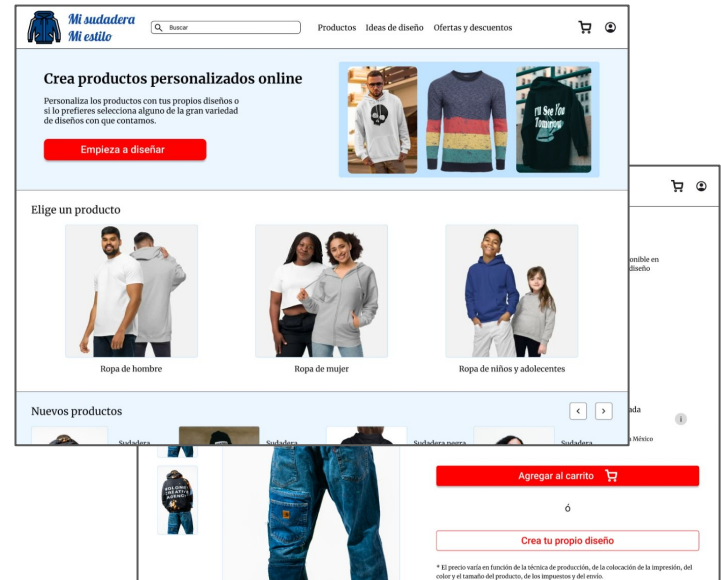 Mi sudadera
Mi estilo
Buscar
Productos Ideas de diseño Ofertas y descuentos
Crea productos personalizados online
Personaliza los productos con tus propios diseños o
si lo prefieres selecciona alguno de la gran variedad
de diseños con que contamos.
Empieza a diseñar
I'll See You
Tomorrow
Elige un producto
Ropa de hombre
Ropa de mujer
Ropa de niños y adolecentes
Nuevos productos
Sudadera
Sudadera
Sudadera negra
Sudadera
onible en
diseño
ada
i
a México
Agregar al carrito
ó
Crea tu propio diseño
* El precio varía en función de la técnica de producción, de la colocación de la impresión, del
color y el tamaño del producto, de los impuestos y del envío.